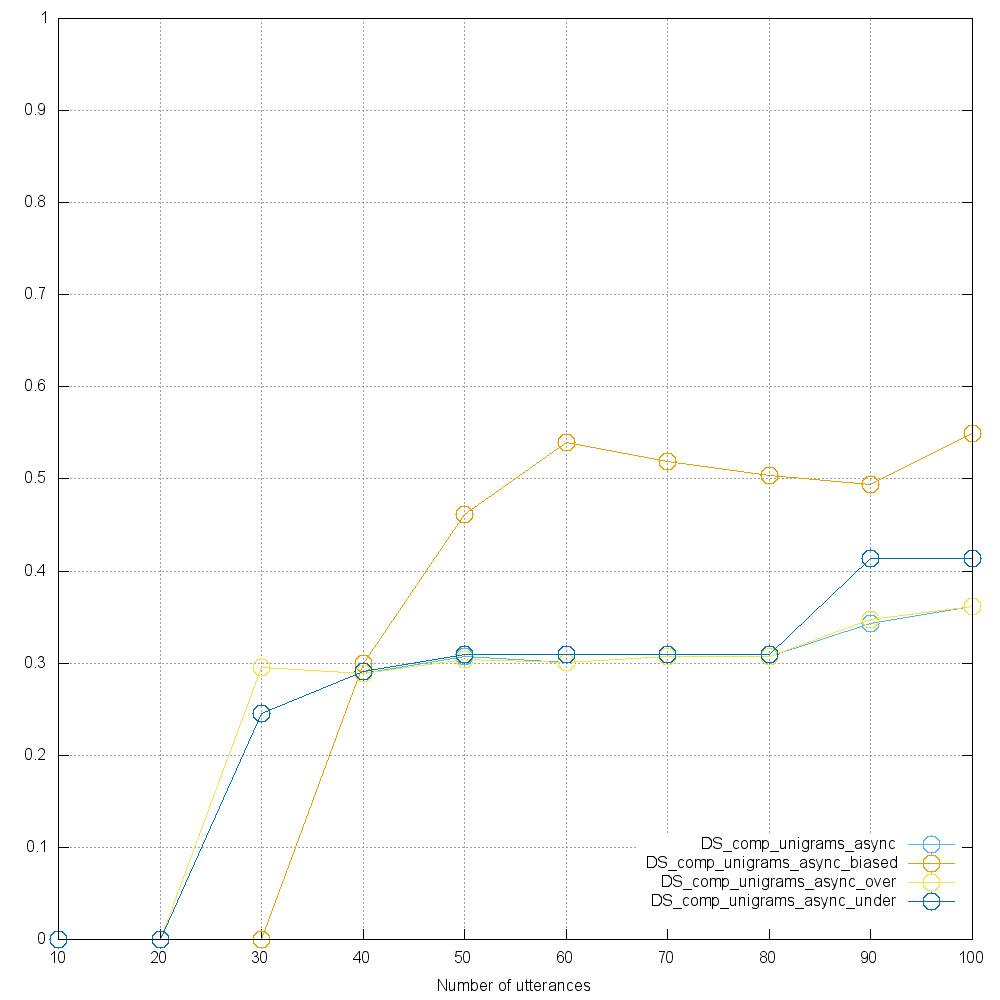 1
0.9
0.8
0.7
0.6
0.5
0.4
0.3
0.2
0.1
0
10 20 30 40 50 60 70 80 90 100
Number of utterances
DS_comp_unigrams_async
DS_comp_unigrams_async_biased
DS_comp_unigrams_async_over
DS_comp_unigrams_async_under